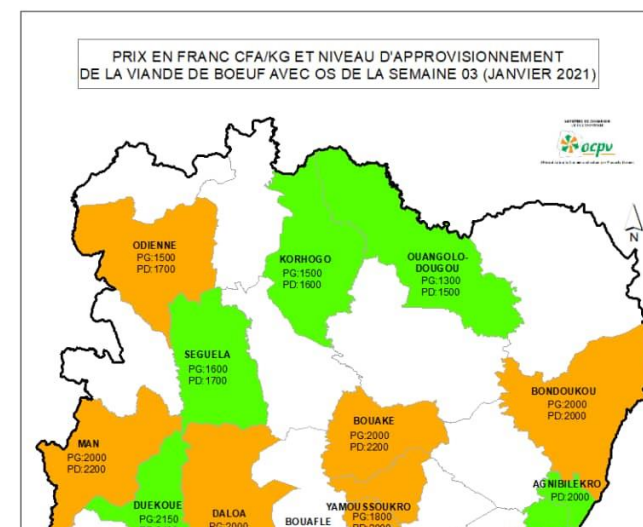 PRIX EN FRANC CFA/KG ET NIVEAU D'APPROVISIONNEMENT
DE LA VIANDE DE BOEUF AVEC OS DE LA SEMAINE 03 (JANVIER 2021)
acpv
N
ODIENNE
PG:1500
PD:1700
KORHOGO
PG:1500
PD:1600
OUANGOLO-
DOUGOU
PG:1300
PD:1500
SEGUELA
PG:1600
PD:1700
BONDOUKOU
PG:2000
PD:2000
BOUAKE
PG:2000
PD:2200
MAN
PG:2000
PD:2200
AGNIBILEKRO
PD:2000
DUEKOUE
PG:2150
DALOA
PG:2000
BOUAFLE
YAMOUSSOUKRO
PG:1800